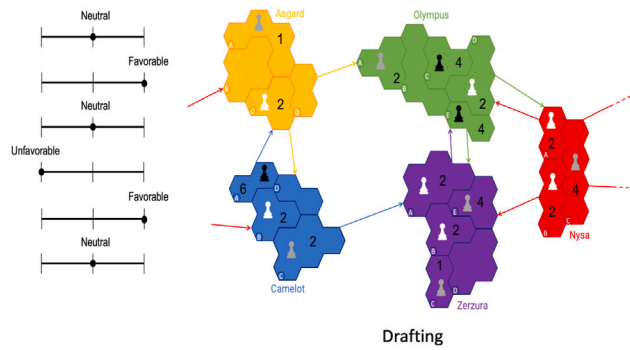 Neutral
Favorable
Neutral
Unfavorable
Favorable
Neutral
Asgard
A
1
B
C
2
D
Olympus
A
2
B
C
4
D
2
E
4
6
A
D
B
2
C
2
Camelot
2
A
E
4
2
B
1
C
D
Zerzura
2
A
2
B
4
C
Nysa
Drafting